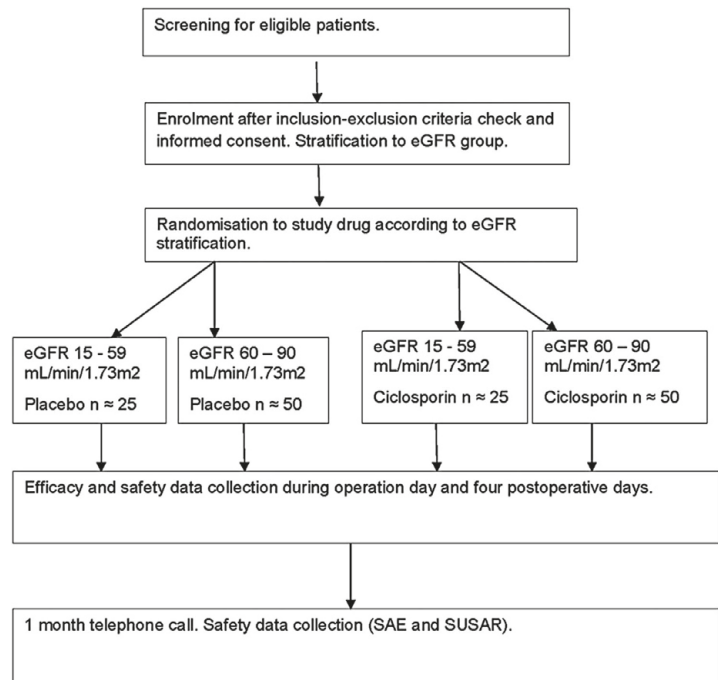 Screening for eligible patients.
Enrolment after inclusion-exclusion criteria check and
informed consent. Stratification to eGFR group.
Randomisation to study drug according to eGFR
stratification.
eGFR 15 - 59
mL/min/1.73m2
Placebo n ≈ 25
eGFR 60 – 90
mL/min/1.73m2
Placebo n ≈ 50
eGFR 15 - 59
mL/min/1.73m2
Ciclosporin n ≈ 25
eGFR 60 – 90
mL/min/1.73m2
Ciclosporin n ≈ 50
Efficacy and safety data collection during operation day and four postoperative days.
1 month telephone call. Safety data collection (SAE and SUSAR).